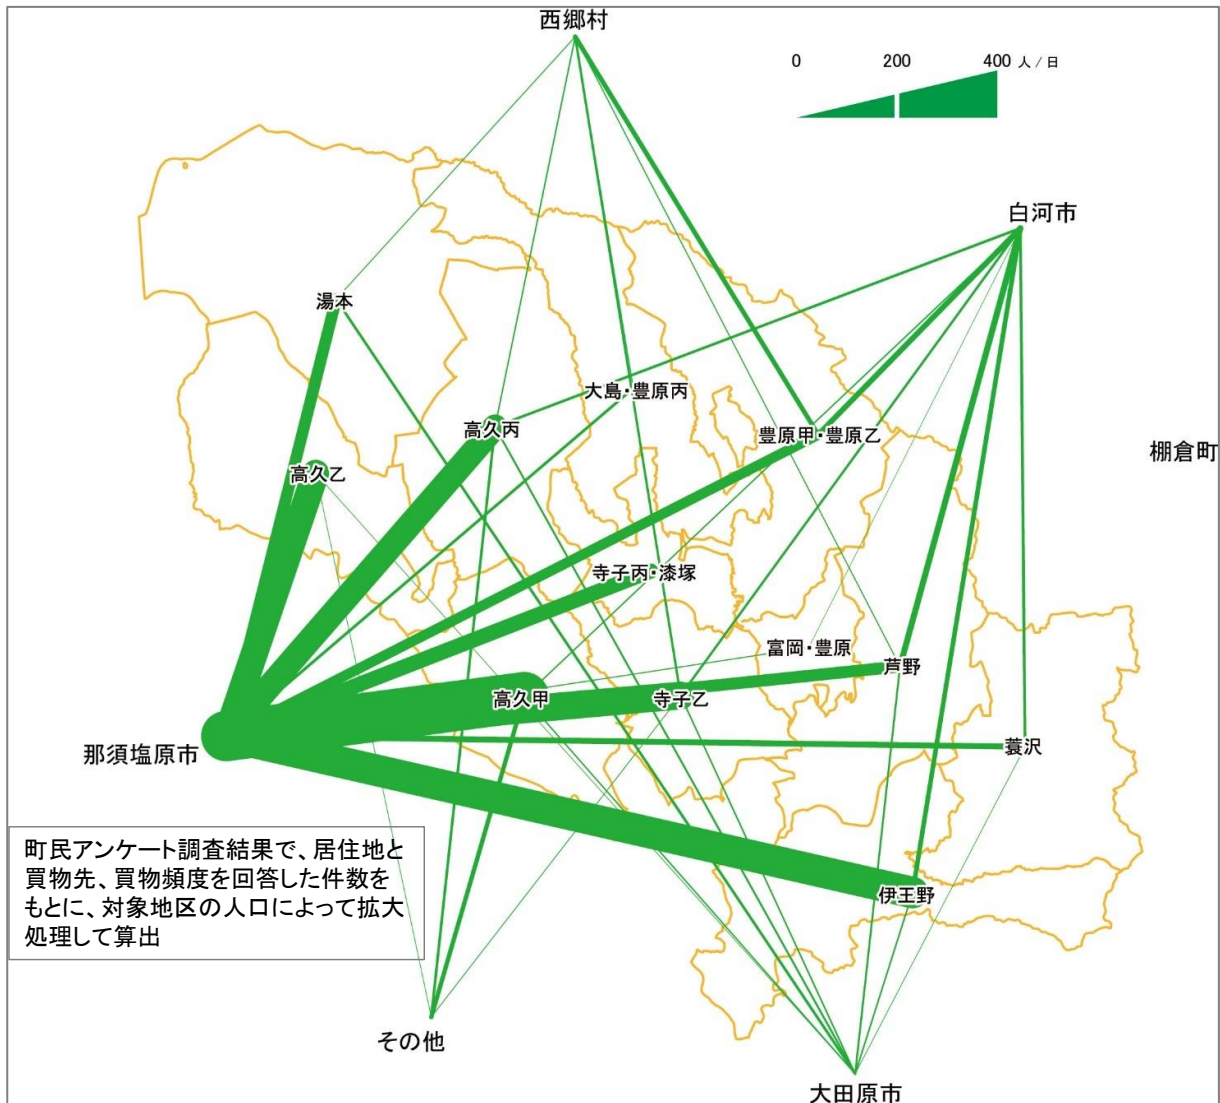 西郷村
0 200 400 人/日
白河市
湯本
大島・豊原丙
高久丙
豊原甲・豊原乙
棚倉町
高久乙
寺子丙・漆塚
富岡・豊原
芦野
高久甲
寺子乙
蓑沢
那須塩原市
町民アンケート調査結果で、居住地と
買物先、買物頻度を回答した件数を
もとに、対象地区の人口によって拡大
処理して算出
伊王野
その他
大田原市